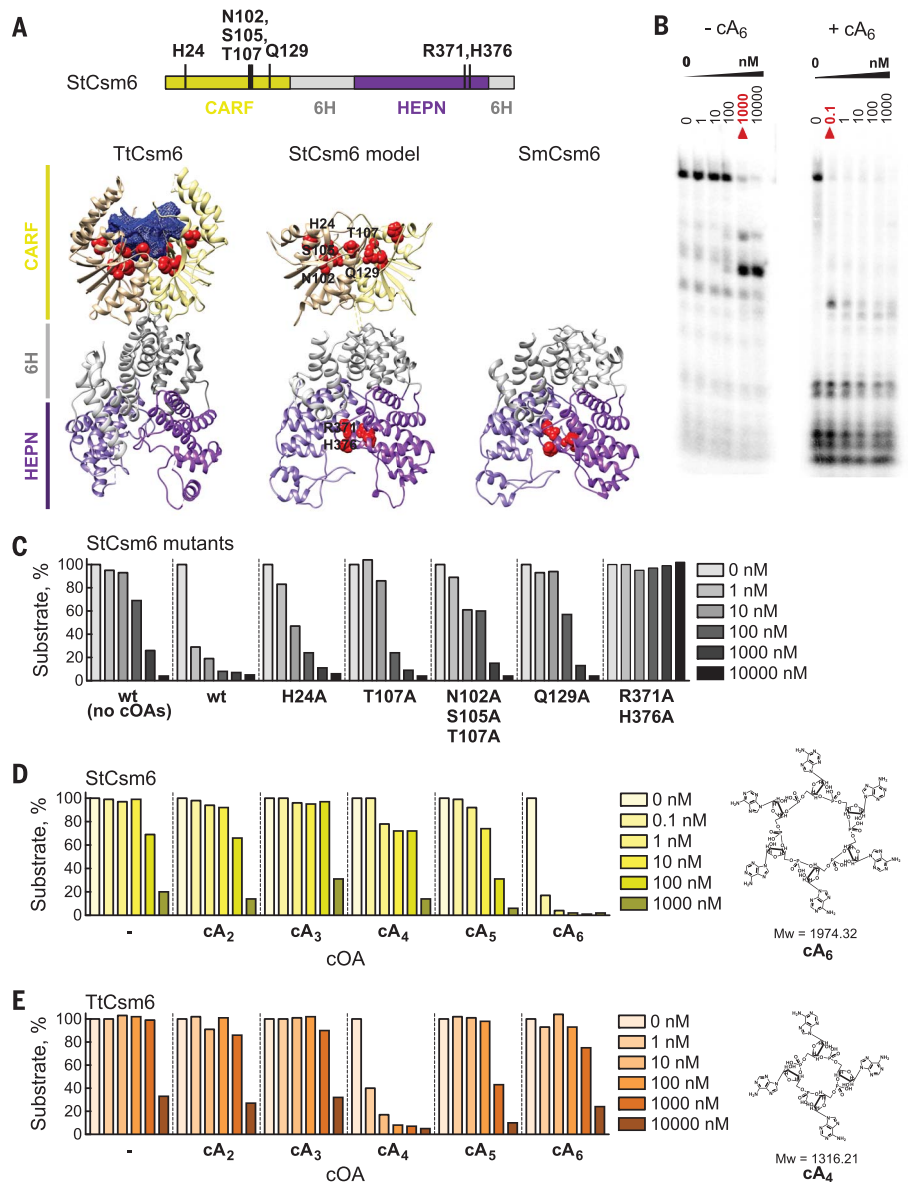 A
N102,
S105,
H24 T107 Q129 R371,H376
StCsm6
CARF 6H HEPN 6H
TtCsm6 StCsm6 model SmCsm6
CARF
6H
HEPN
H24
T107
S105
Q129
N102
R371
H376
B
- cA6 + cA6
0 nM 0 nM
0 1 10 100 1000 10000
0 0.1 1 10 100 1000
C
StCsm6 mutants
Substrate, %
100
80
60
40
20
0
wt
(no cOAs)
wt
H24A
T107A
N102A
S105A
T107A
Q129A
R371A
H376A
0 nM
1 nM
10 nM
100 nM
1000 nM
10000 nM
D
StCsm6
Substrate, %
100
80
60
40
20
0
- cA2 cA3 cA4 cA5 cA6
cOA
0 nM
0.1 nM
1 nM
10 nM
100 nM
1000 nM
Mw = 1974.32
cA6
E
TtCsm6
Substrate, %
100
80
60
40
20
0
- cA2 cA3 cA4 cA5 cA6
cOA
0 nM
1 nM
10 nM
100 nM
1000 nM
10000 nM
Mw = 1316.21
cA4